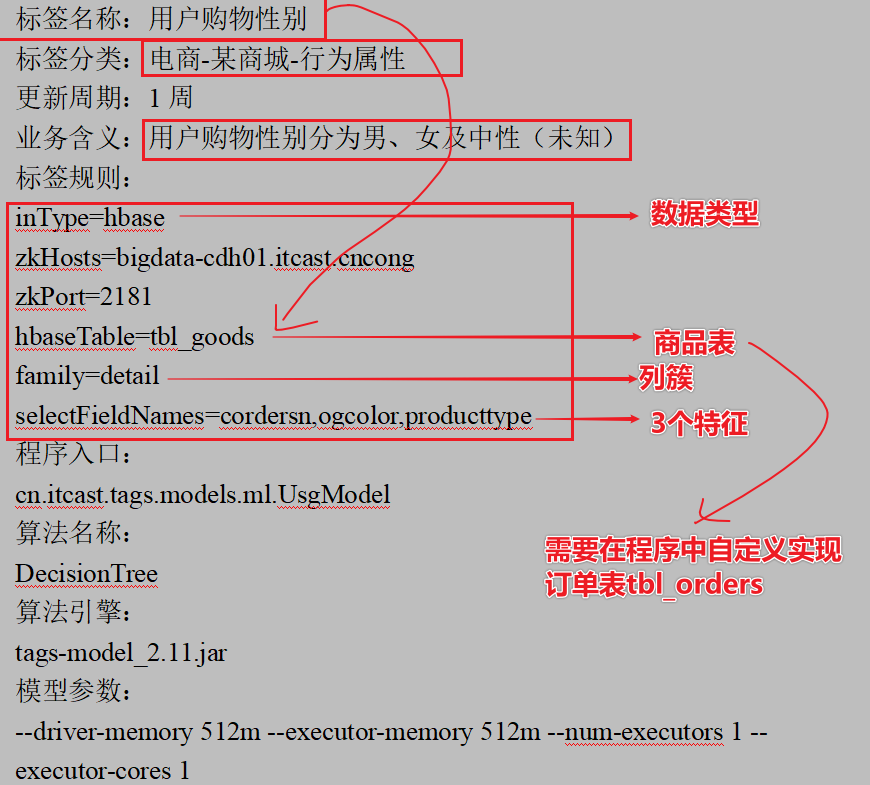 标签名称：用户购物性别
标签分类：电商-某商城-行为属性
更新周期：1 周
业务含义：用户购物性别分为男、女及中性（未知）
标签规则：
inType=hbase
数据类型
zkHosts=bigdata-cdh01.itcast.cncong
zkPort=2181
hbaseTable=tbl_goods
商品表
family=detail
列簇
selectFieldNames=cordersn,ogcolor,producttype
3个特征
程序入口：
cn.itcast.tags.models.ml.UsgModel
算法名称：
需要在程序中自定义实现
订单表tbl_orders
DecisionTree
算法引擎：
tags-model_2.11.jar
模型参数：
--driver-memory 512m --executor-memory 512m --num-executors 1 --
executor-cores 1